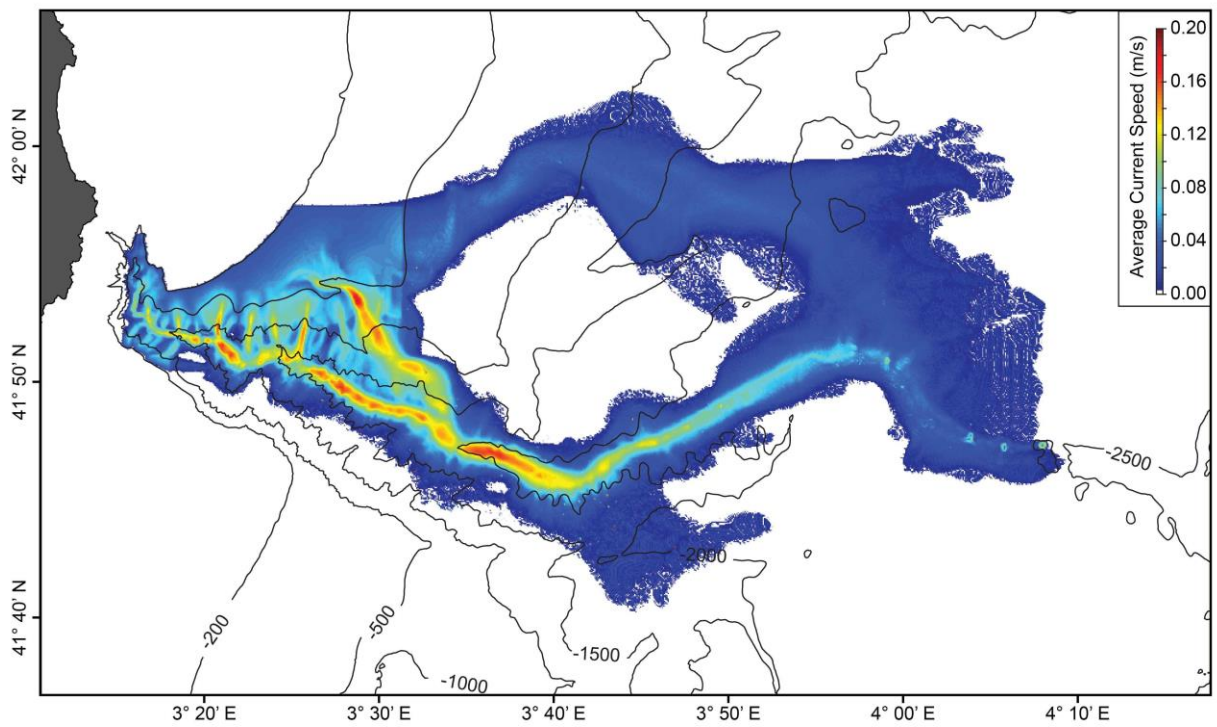 Average Current Speed (m/s)
0.20
0.16
0.12
0.08
0.04
0.00
42° 00' N
41° 50' N
41° 40' N
-2500
-2000
-200
-500
-1000
-1500
3° 20' E
3° 30' E
3° 40' E
3° 50' E
4° 00' E
4° 10' E